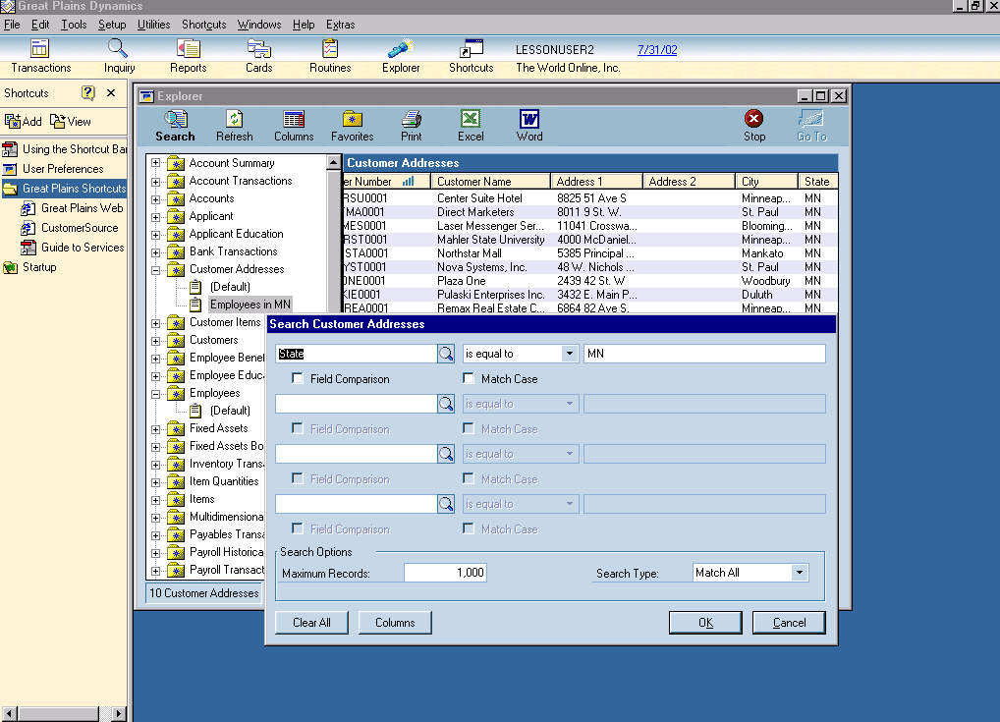 Great Plains Dynamics
File Edit Tools Setup Utilities Shortcuts Windows Help Extras
Transactions Inquiry Reports Cards Routines Explorer Shortcuts
LESSONUSER2 7/31/02
The World Online, Inc.
Shortcuts
Add View
Using the Shortcut Bar
User Preferences
Great Plains Shortcuts
Great Plains Web
CustomerSource
Guide to Services
Startup
Explorer
Search Refresh Columns Favorites Print Excel Word Stop Go To
Account Summary
Account Transactions
Accounts
Applicant
Applicant Education
Bank Transactions
Customer Addresses
(Default)
Employees in MN
Customer Items
Customers
Employee Benef
Employee Educa
Employees
(Default)
Fixed Assets
Fixed Assets Bo
Inventory Transa
Item Quantities
Items
Multidimensiona
Payables Transa
Payroll Historica
Payroll Transact
10 Customer Addresses
Customer Addresses
er Number Customer Name Address 1 Address 2 City State
RSU0001 Center Suite Hotel 8825 51 Ave S Minneap... MN
TMA0001 Direct Marketers 8011 9 St. W. St. Paul MN
MES0001 Laser Messenger Ser... 11041 Crosswa... Blooming... MN
RST0001 Mahler State University 4000 McDaniel... Minneap... MN
STA0001 Northstar Mall 5385 Principal ... Mankato MN
YST0001 Nova Systems, Inc. 48 W. Nichols ... St. Paul MN
ONE0001 Plaza One 2439 42 St. W Woodbury MN
KIE0001 Pulaski Enterprises Inc. 3432 E. Main P... Duluth MN
REA0001 Remax Real Estate C... 6864 82 Ave S. Minneap... MN
Search Customer Addresses
State is equal to MN
Field Comparison Match Case
is equal to
Field Comparison Match Case
is equal to
Field Comparison Match Case
is equal to
Field Comparison Match Case
Search Options
Maximum Records: 1,000 Search Type: Match All
Clear All Columns OK Cancel